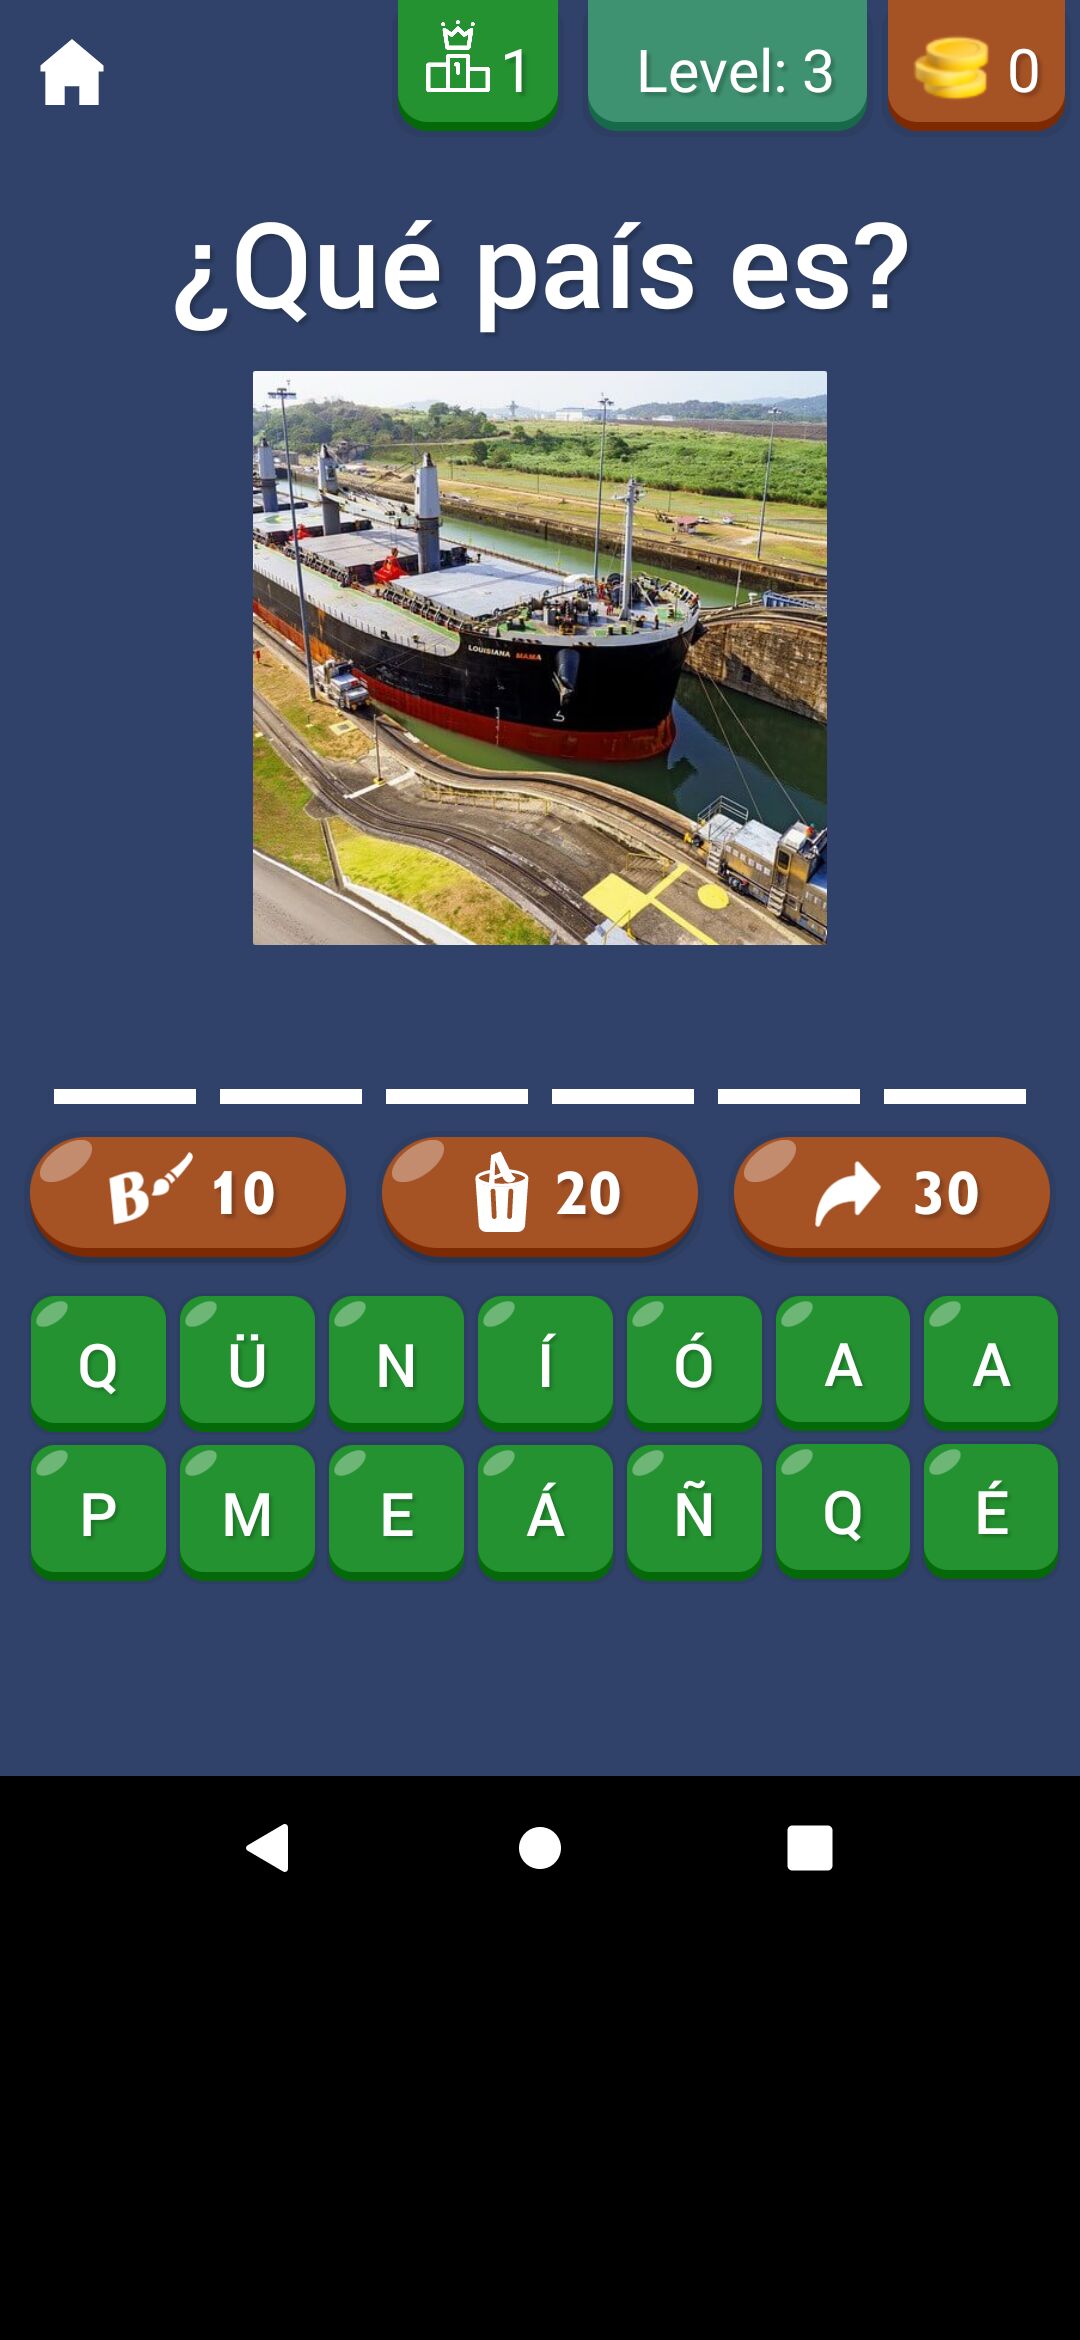 1
Level: 3
0
¿Qué país es?
LOUISIANA MAMA
B 10
20
30
Q Ü N Í Ó A A
P M E Á Ñ Q É